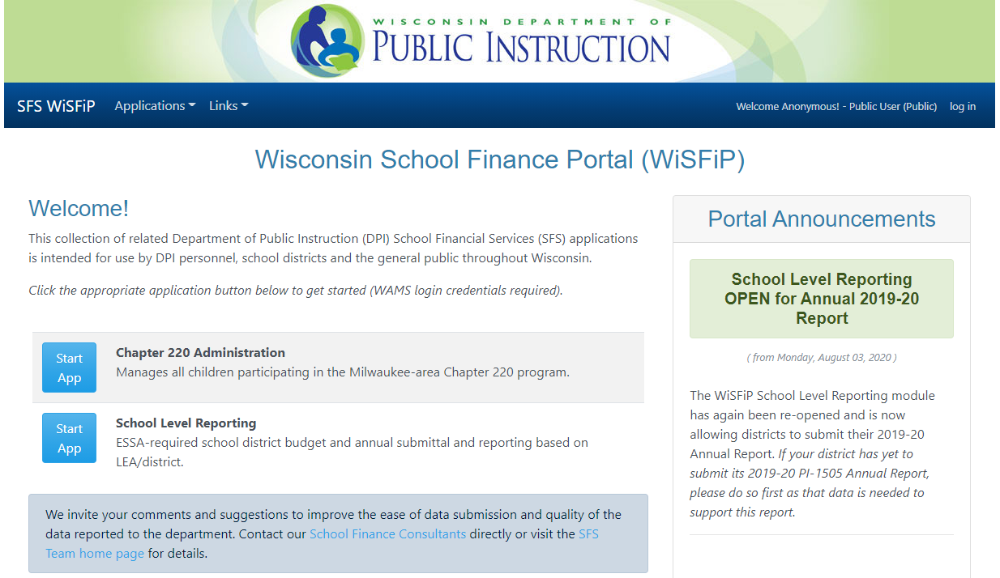 WISCONSIN DEPARTMENT OF
PUBLIC INSTRUCTION
SFS WiSFiP Applications Links Welcome Anonymous! - Public User (Public) log in
Wisconsin School Finance Portal (WiSFiP)
Welcome!
This collection of related Department of Public Instruction (DPI) School Financial Services (SFS) applications
is intended for use by DPI personnel, school districts and the general public throughout Wisconsin.
Click the appropriate application button below to get started (WAMS login credentials required).
Start
App
Chapter 220 Administration
Manages all children participating in the Milwaukee-area Chapter 220 program.
Start
App
School Level Reporting
ESSA-required school district budget and annual submittal and reporting based on
LEA/district.
We invite your comments and suggestions to improve the ease of data submission and quality of the
data reported to the department. Contact our School Finance Consultants directly or visit the SFS
Team home page for details.
Portal Announcements
School Level Reporting
OPEN for Annual 2019-20
Report
( from Monday, August 03, 2020 )
The WiSFiP School Level Reporting module
has again been re-opened and is now
allowing districts to submit their 2019-20
Annual Report. If your district has yet to
submit its 2019-20 PI-1505 Annual Report,
please do so first as that data is needed to
support this report.